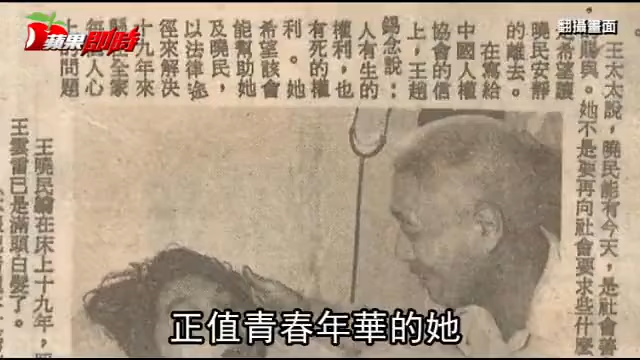 蘋果即時
翻攝畫面
王太太說，曉民能有今天，是社會善
賜與。她不是要再向社會要求些什麼
是希望讓
曉民安靜
的離去。
在寫給
中國人權
協會的信
上，王趙
錫念說：
人有生的
權利，也
有死的權
利。她
希望該會
能幫助她
及曉民，
以法律途
徑來解決
十九年來
全家
人心
的問題
王曉民躺在床上十九年，
王雲雷已是滿頭白髮了。
正值青春年華的她